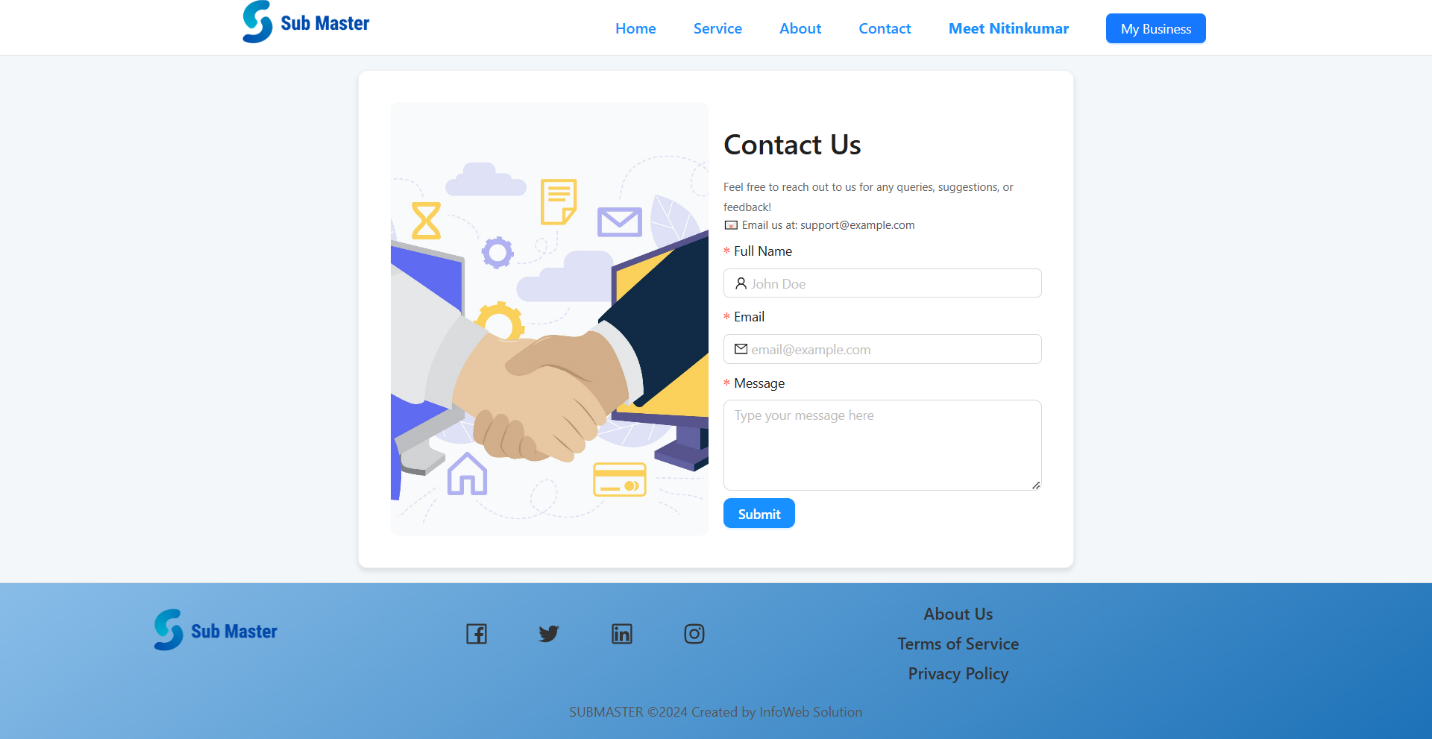 Sub Master
Home
Service
About
Contact
Meet Nitinkumar
My Business
Contact Us
Feel free to reach out to us for any queries, suggestions, or
feedback!
Email us at: support@example.com
* Full Name
John Doe
* Email
email@example.com
* Message
Type your message here
Submit
Sub Master
About Us
Terms of Service
Privacy Policy
SUBMASTER ©2024 Created by InfoWeb Solution